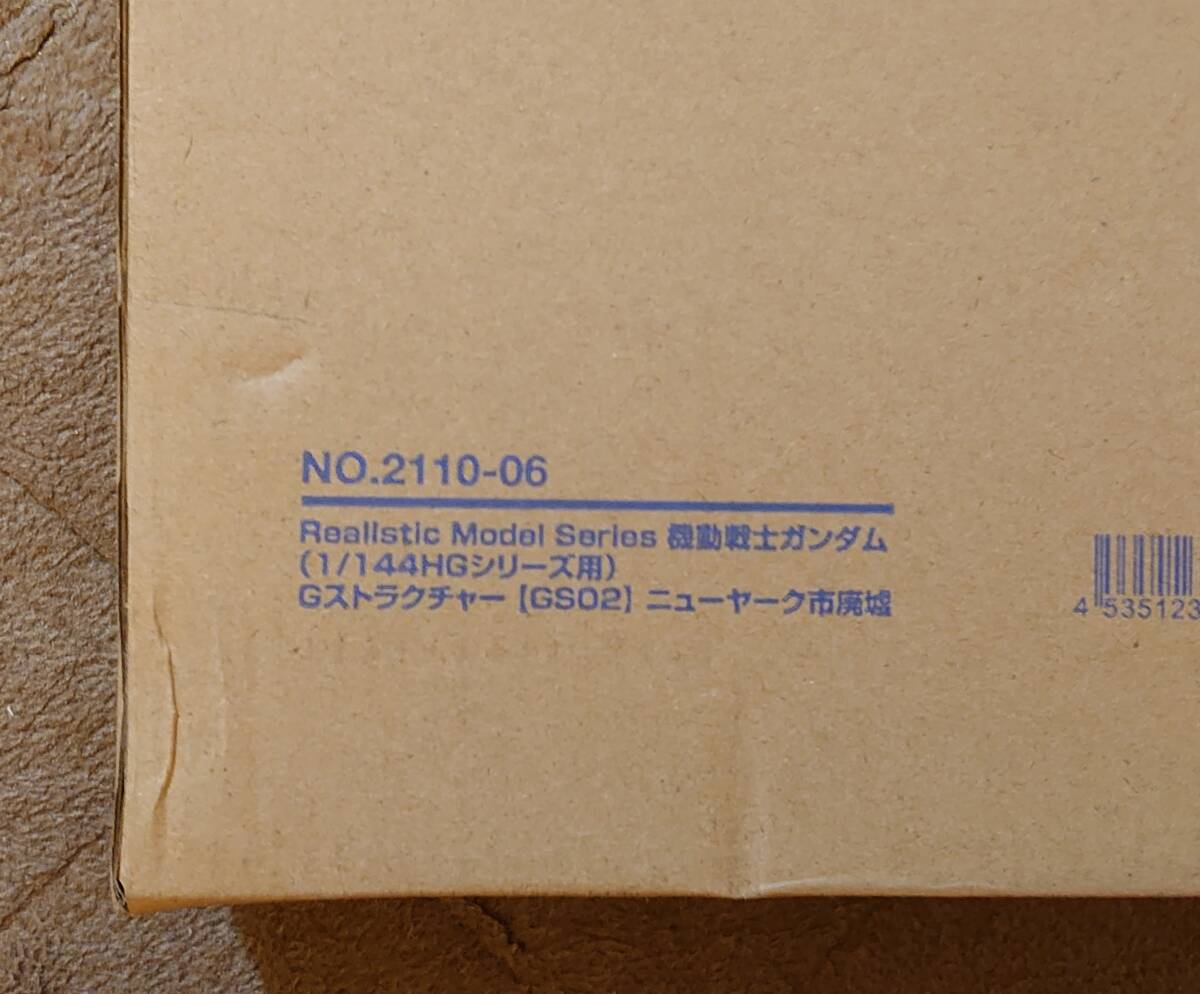 NO.2110-06
Realistic Model Series 機動戦士ガンダム
(1/144HGシリーズ用)
Gストラクチャー【GS02】ニューヤーク市廃墟
4 535123